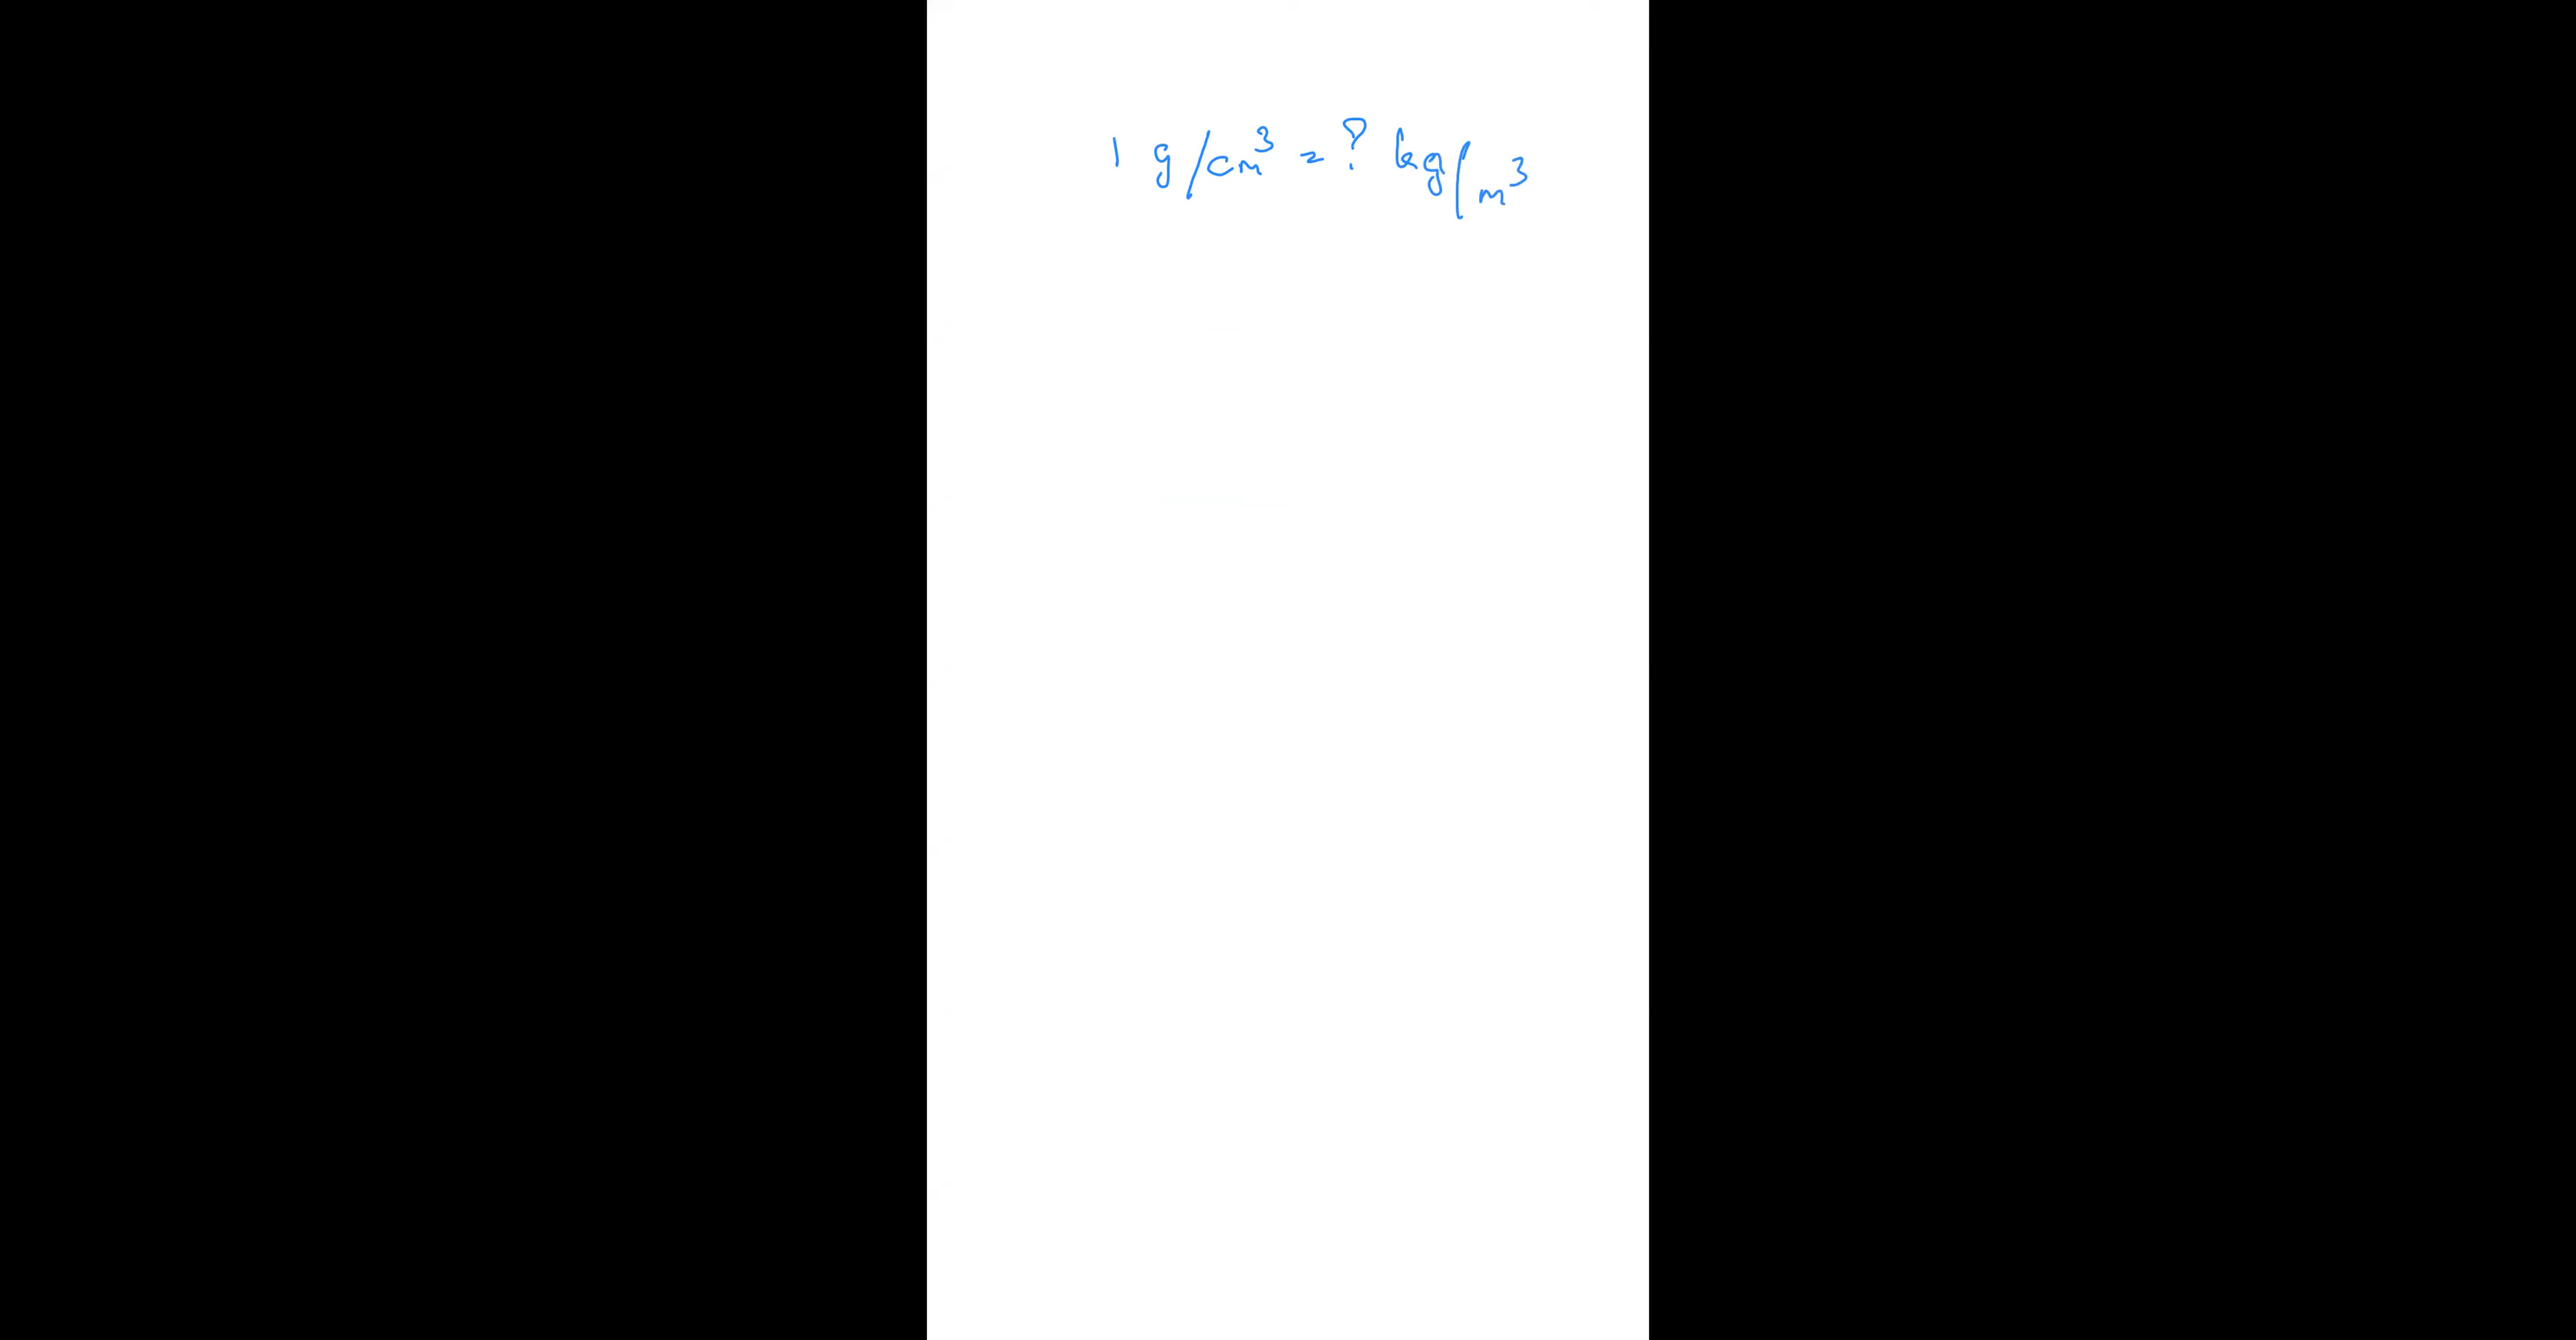 1 g/cm³ = ? kg/m³